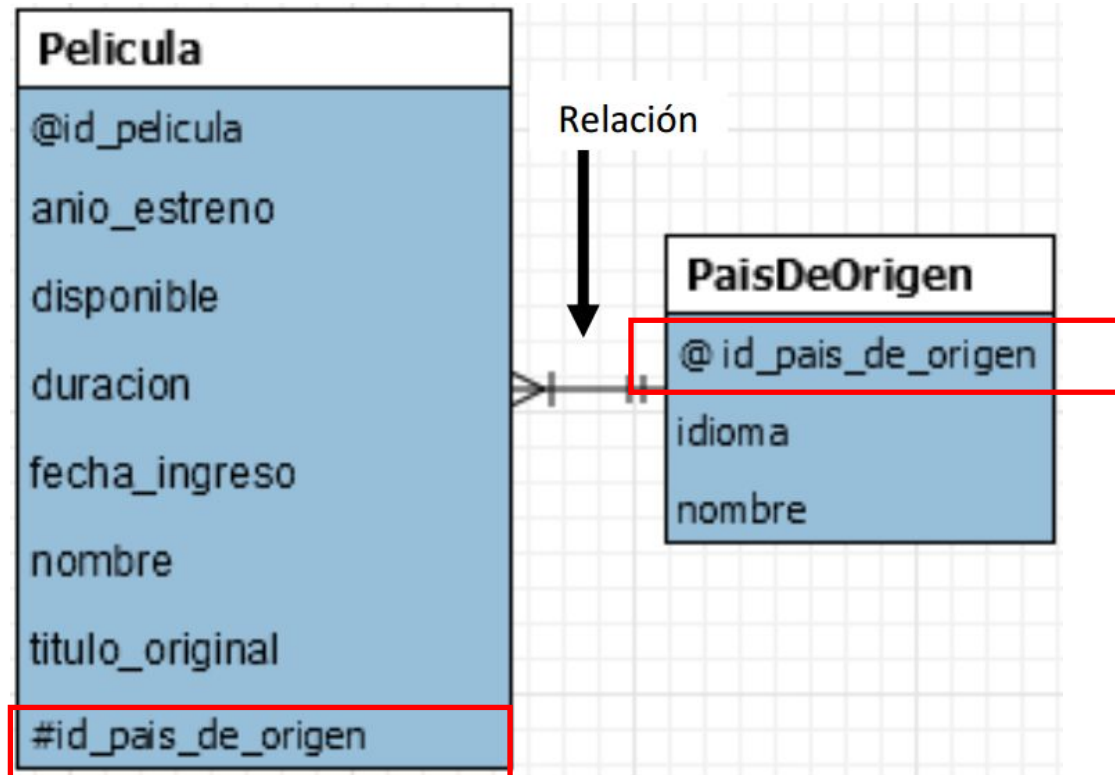 Pelicula
@id_pelicula
anio_estreno
disponible
duracion
fecha_ingreso
nombre
titulo_original
#id_pais_de_origen
Relación
PaisDeOrigen
@ id_pais_de_origen
idioma
nombre